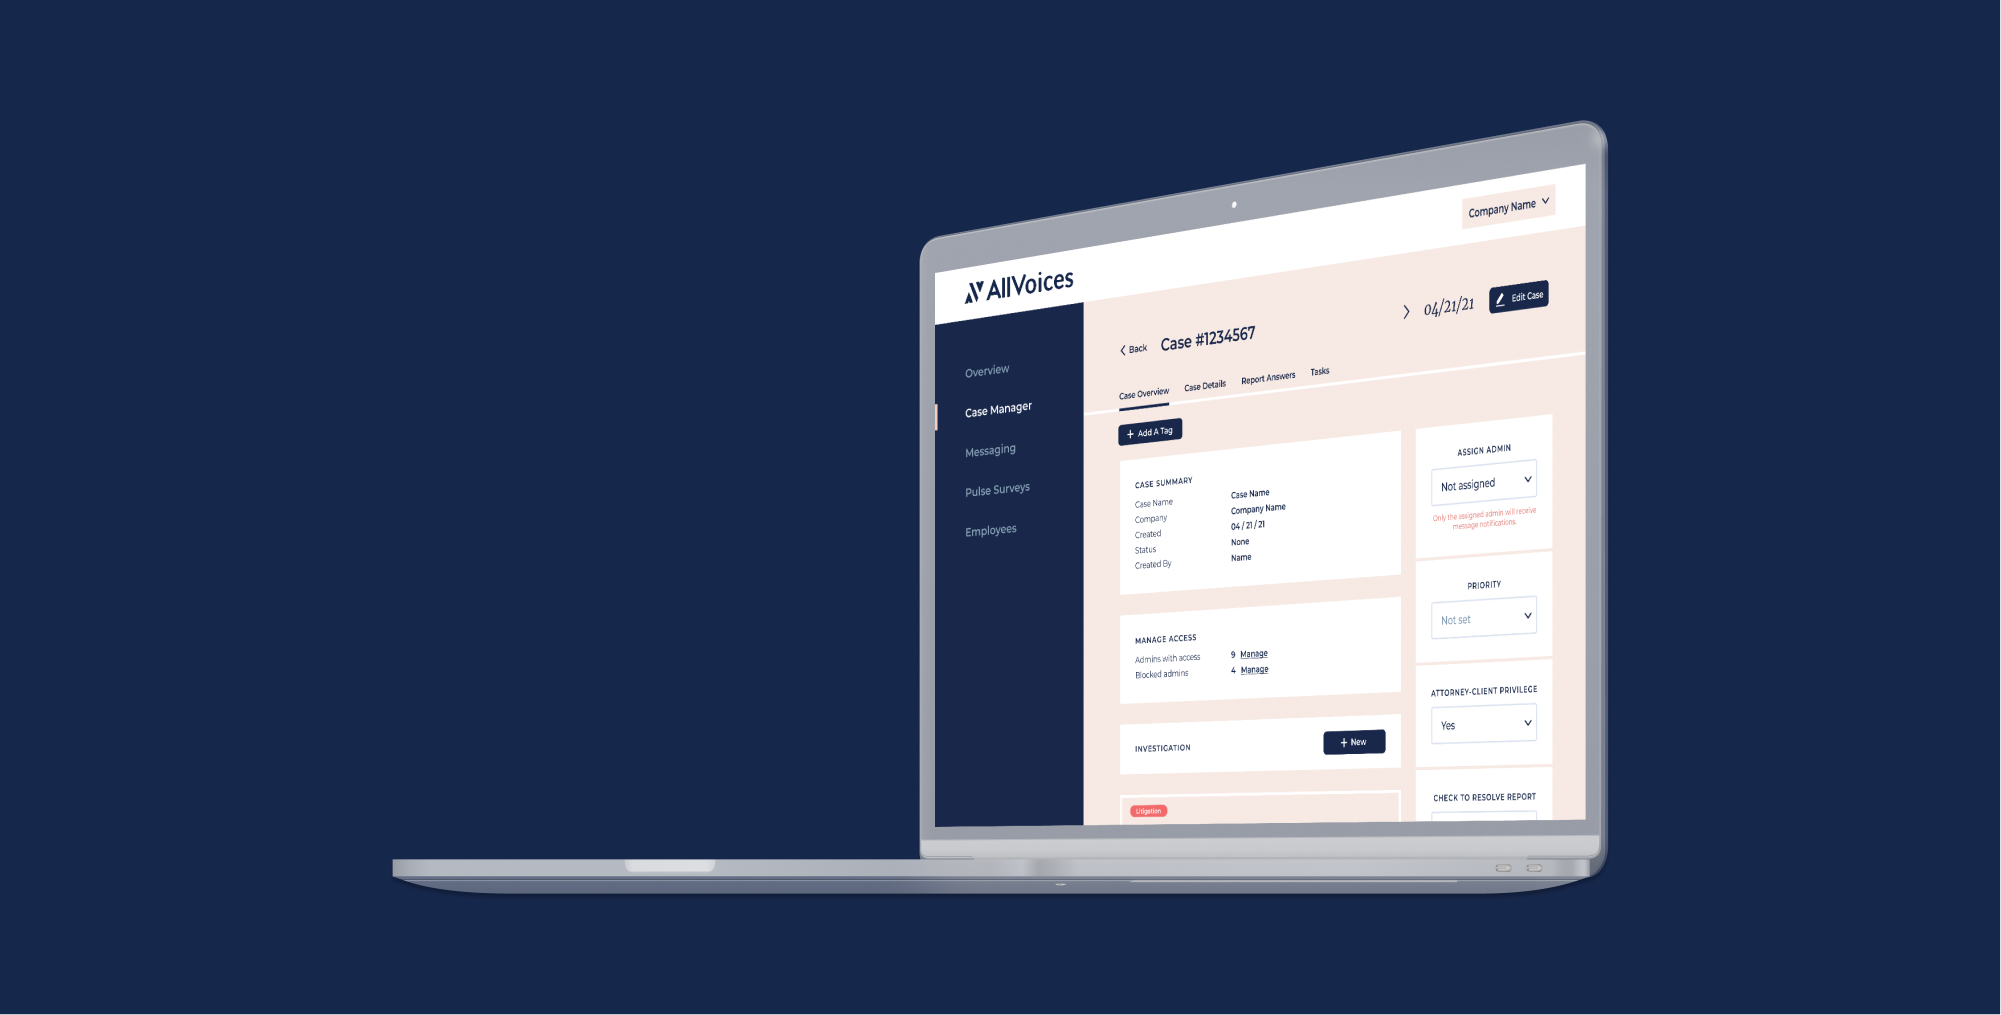 AllVoices
Company Name
Overview
Case Manager
Messaging
Pulse Surveys
Employees
Back
Case #1234567
04/21/21
Edit Case
Case Overview
Case Details
Report Answers
Tasks
+ Add A Tag
CASE SUMMARY
Case Name Case Name
Company Company Name
Created 04 / 21 / 21
Status None
Created By Name
MANAGE ACCESS
Admins with access 9 Manage
Blocked admins 4 Manage
INVESTIGATION
+ New
Litigation
ASSIGN ADMIN
Not assigned
Only the assigned admin will receive
message notifications.
PRIORITY
Not set
ATTORNEY-CLIENT PRIVILEGE
Yes
CHECK TO RESOLVE REPORT